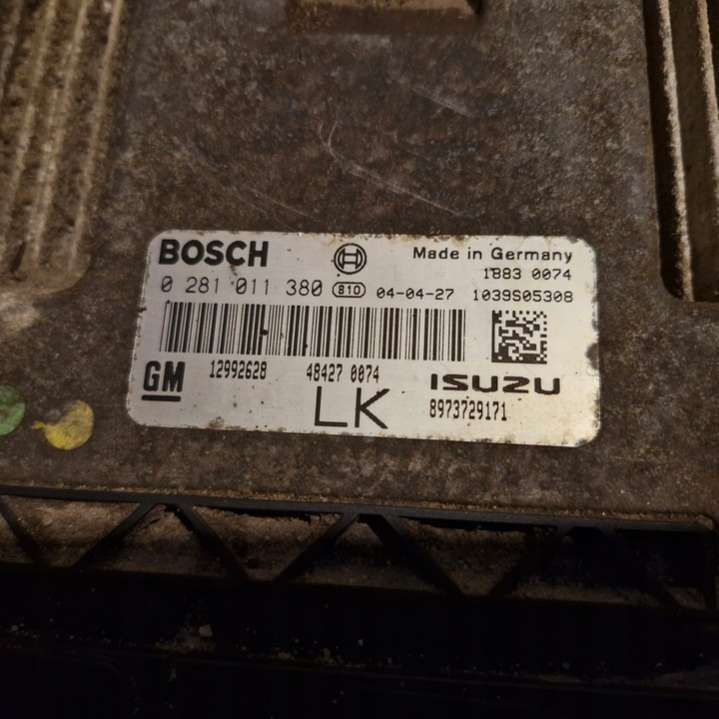 BOSCH Made in Germany
1B83 0074
0 281 011 380 810 04-04-27 1039S05308
GM 12992628 48427 0074 ISUZU
LK 8973729171